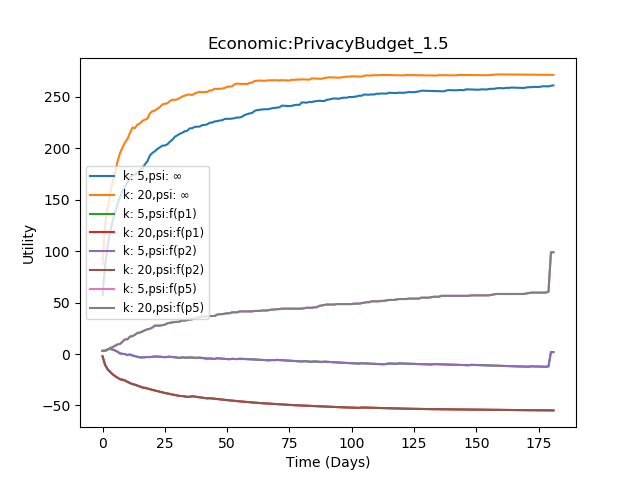 Economic:PrivacyBudget_1.5
250
200
150
100
50
0
−50
Utility
k: 5,psi: ∞
k: 20,psi: ∞
k: 5,psi:f(p1)
k: 20,psi:f(p1)
k: 5,psi:f(p2)
k: 20,psi:f(p2)
k: 5,psi:f(p5)
k: 20,psi:f(p5)
0 25 50 75 100 125 150 175
Time (Days)